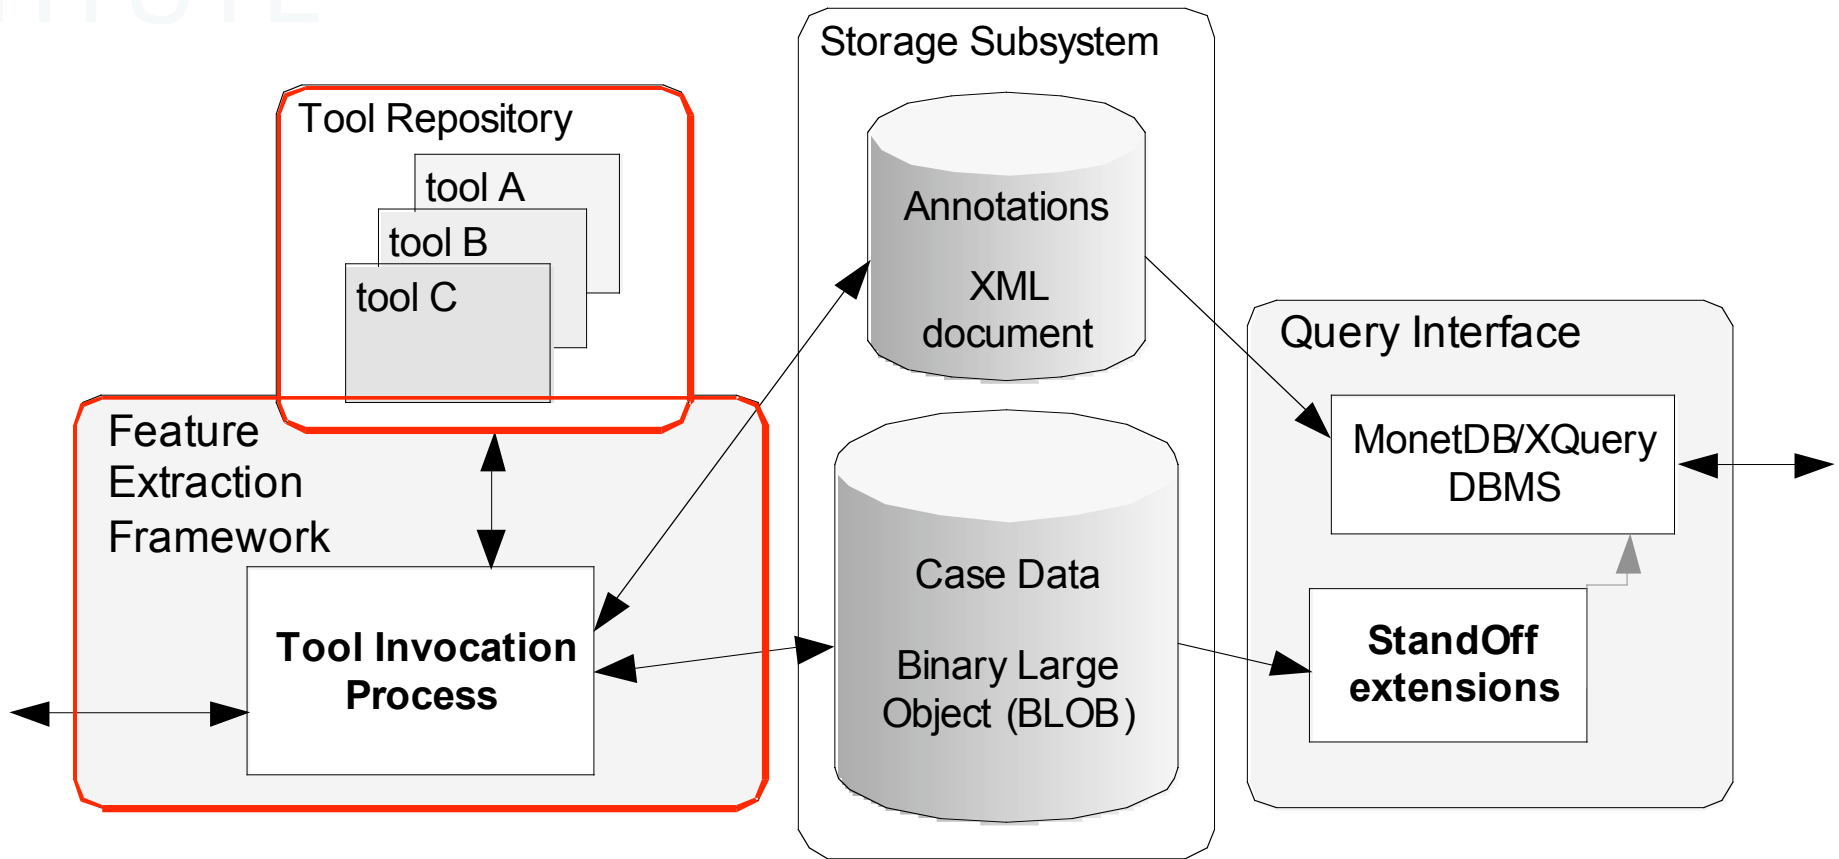 Storage Subsystem
Tool Repository
tool A
tool B
tool C
Annotations
XML
document
Query Interface
Feature
Extraction
Framework
MonetDB/XQuery
DBMS
Case Data
Tool Invocation
Process
StandOff
extensions
Binary Large
Object (BLOB)